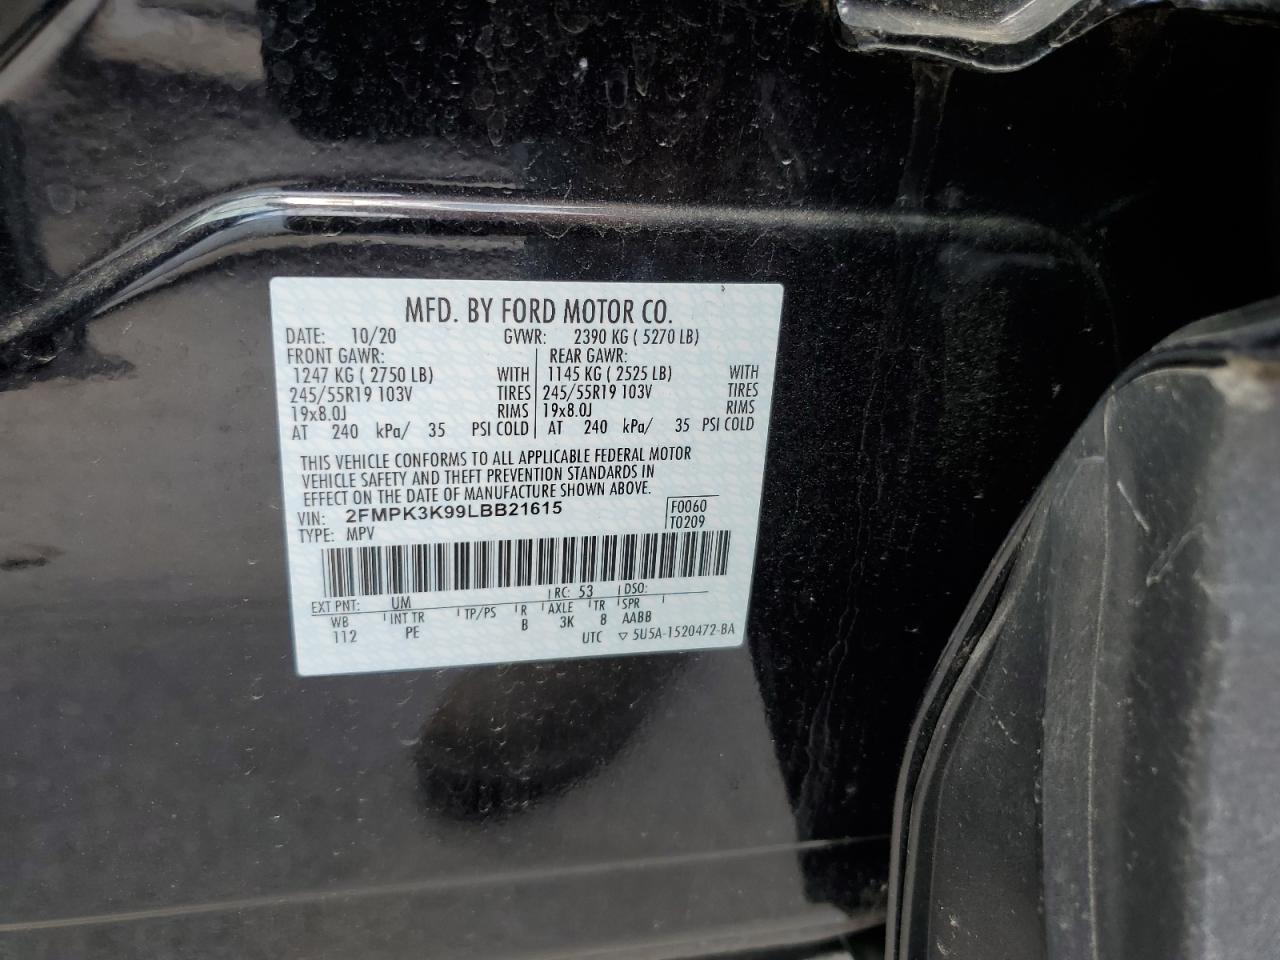 MFD. BY FORD MOTOR CO.
DATE: 10/20 GVWR: 2390 KG ( 5270 LB)
FRONT GAWR: REAR GAWR:
1247 KG ( 2750 LB) WITH 1145 KG ( 2525 LB) WITH
245/55R19 103V TIRES 245/55R19 103V TIRES
19x8.0J RIMS 19x8.0J RIMS
AT 240 kPa/ 35 PSI COLD AT 240 kPa/ 35 PSI COLD
THIS VEHICLE CONFORMS TO ALL APPLICABLE FEDERAL MOTOR
VEHICLE SAFETY AND THEFT PREVENTION STANDARDS IN
EFFECT ON THE DATE OF MANUFACTURE SHOWN ABOVE.
VIN: 2FMPK3K99LBB21615 F0060
TYPE: MPV T0209
EXT PNT: UM RC: 53 DSO:
WB INT TR TP/PS R AXLE TR SPR
112 PE B 3K 8 AABB
UTC ▽ 5U5A-1520472-BA